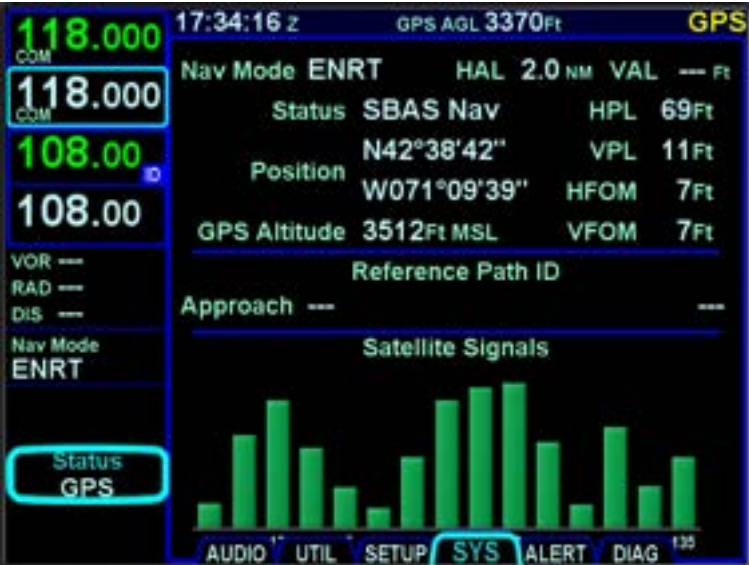 118.000
COM
118.000
COM
108.00 ID
108.00
VOR ---
RAD ---
DIS ---
Nav Mode
ENRT
Status
GPS
17:34:16 Z GPS AGL 3370Ft GPS
Nav Mode ENRT HAL 2.0 NM VAL --- Ft
Status SBAS Nav HPL 69Ft
Position N42°38'42" VPL 11Ft
W071°09'39" HFOM 7Ft
GPS Altitude 3512Ft MSL VFOM 7Ft
Reference Path ID
Approach --- ---
Satellite Signals
135
AUDIO UTIL SETUP SYS ALERT DIAG